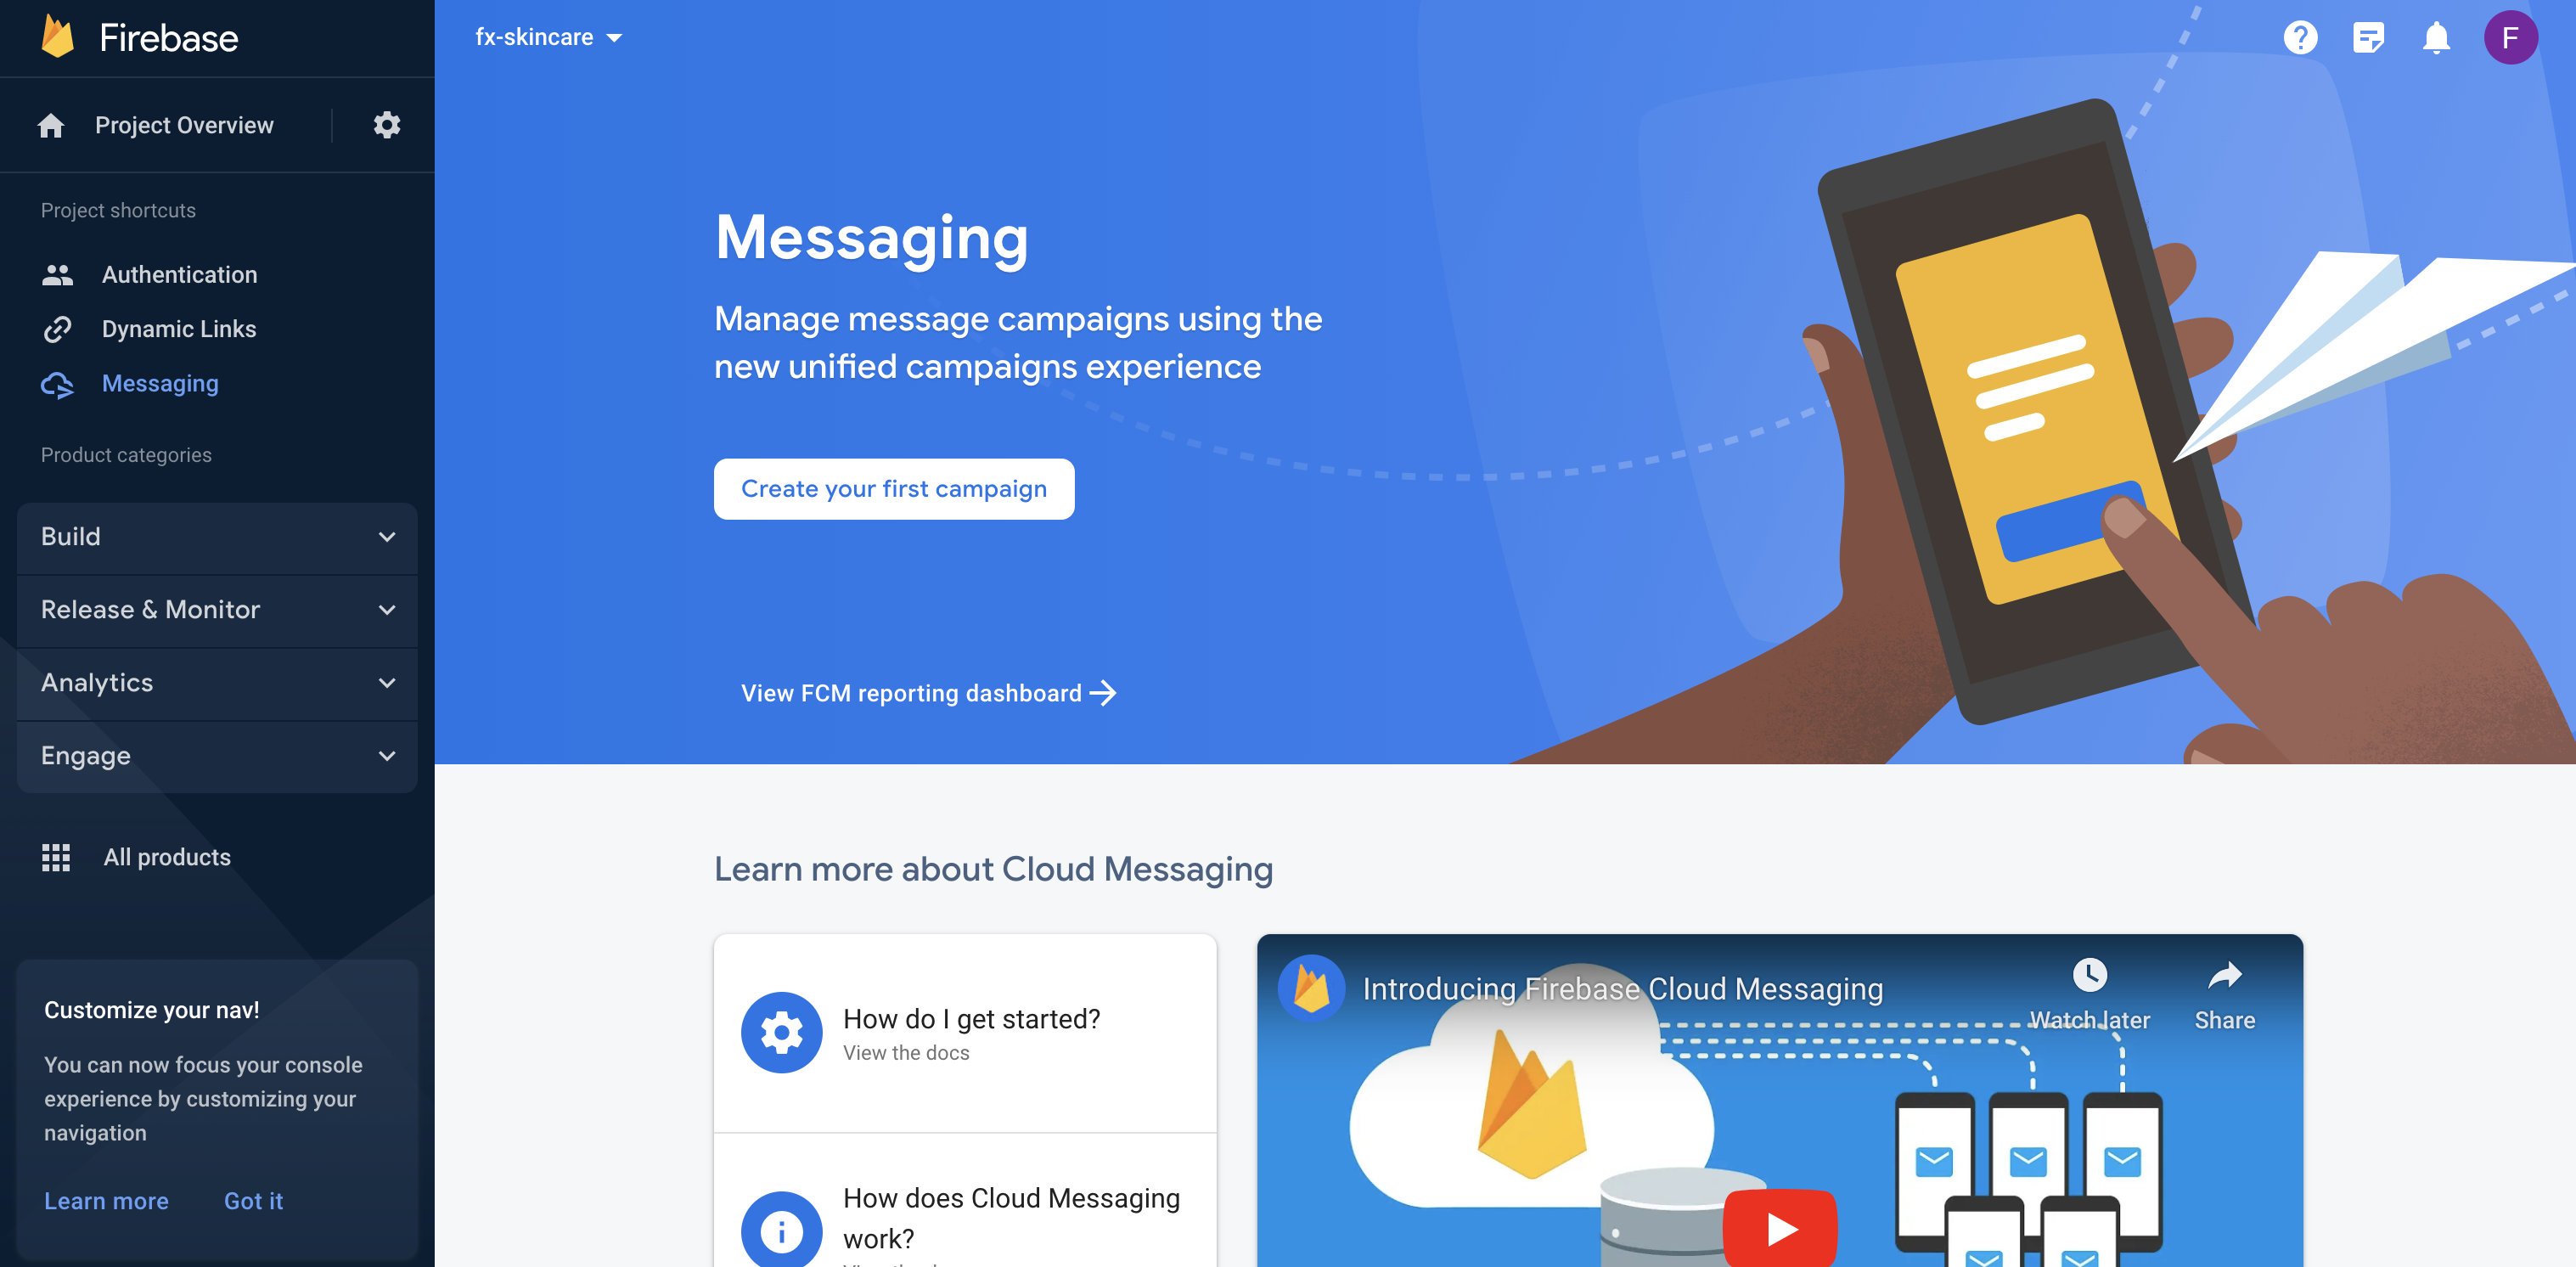 Firebase
Project Overview
Project shortcuts
Authentication
Dynamic Links
Messaging
Product categories
Build
Release & Monitor
Analytics
Engage
All products
Customize your nav!
You can now focus your console
experience by customizing your
navigation
Learn more
Got it
fx-skincare
F
Messaging
Manage message campaigns using the
new unified campaigns experience
Create your first campaign
View FCM reporting dashboard
Learn more about Cloud Messaging
How do I get started?
View the docs
How does Cloud Messaging
work?
Introducing Firebase Cloud Messaging
Watch later
Share